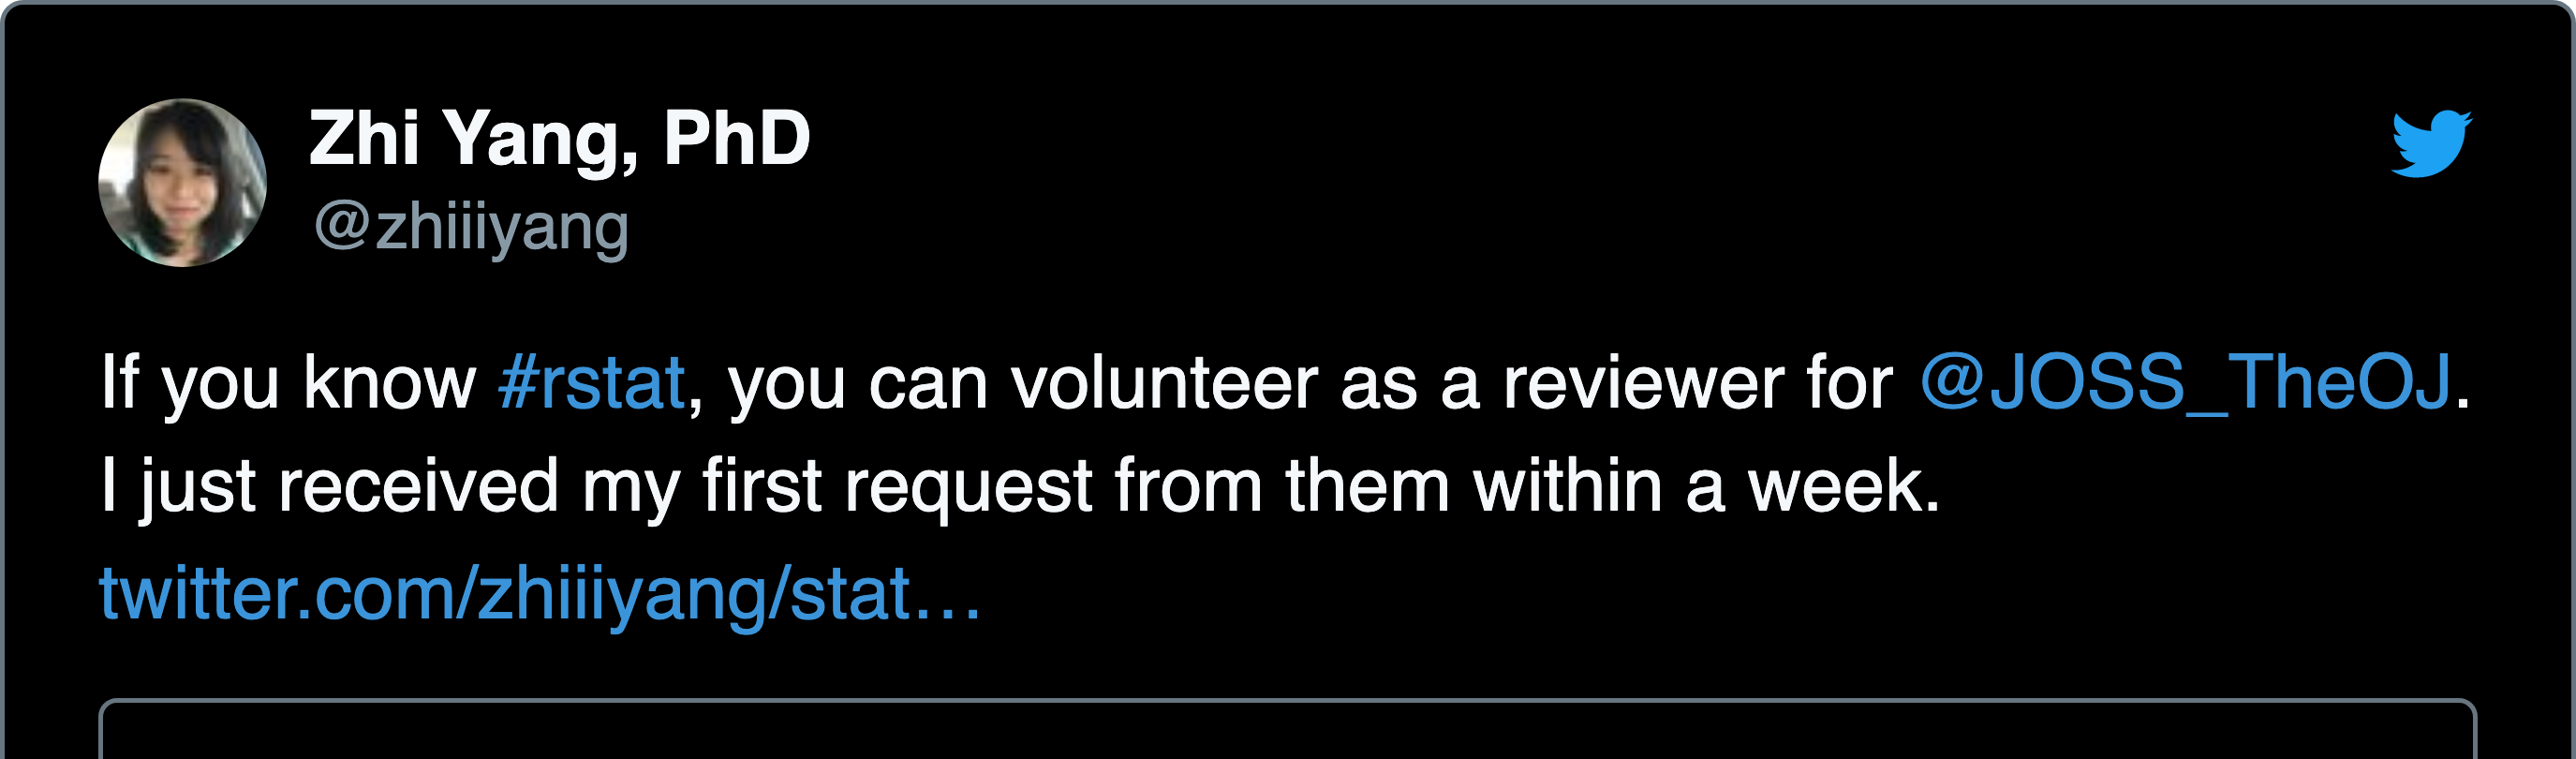 Zhi Yang, PhD
@zhiiiyang
If you know #rstat, you can volunteer as a reviewer for @JOSS_TheOJ.
I just received my first request from them within a week.
twitter.com/zhiiiyang/stat…